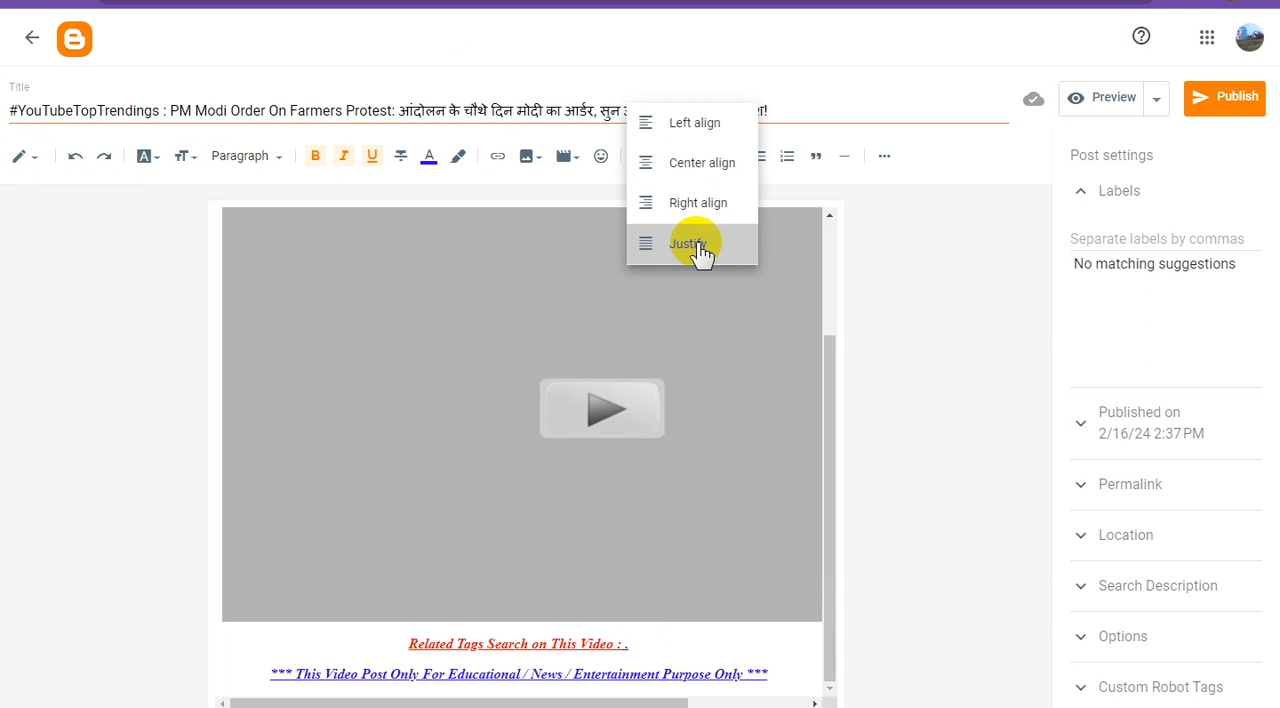 Title
#YouTubeTopTrendings : PM Modi Order On Farmers Protest: आंदोलन के चौथे दिन मोदी का आर्डर, सुन
Preview
Publish
Paragraph
B
I
U
A
Left align
Center align
Right align
Justify
Post settings
Labels
Separate labels by commas
No matching suggestions
Published on
2/16/24 2:37 PM
Permalink
Location
Search Description
Options
Custom Robot Tags
Related Tags Search on This Video : .
*** This Video Post Only For Educational / News / Entertainment Purpose Only ***